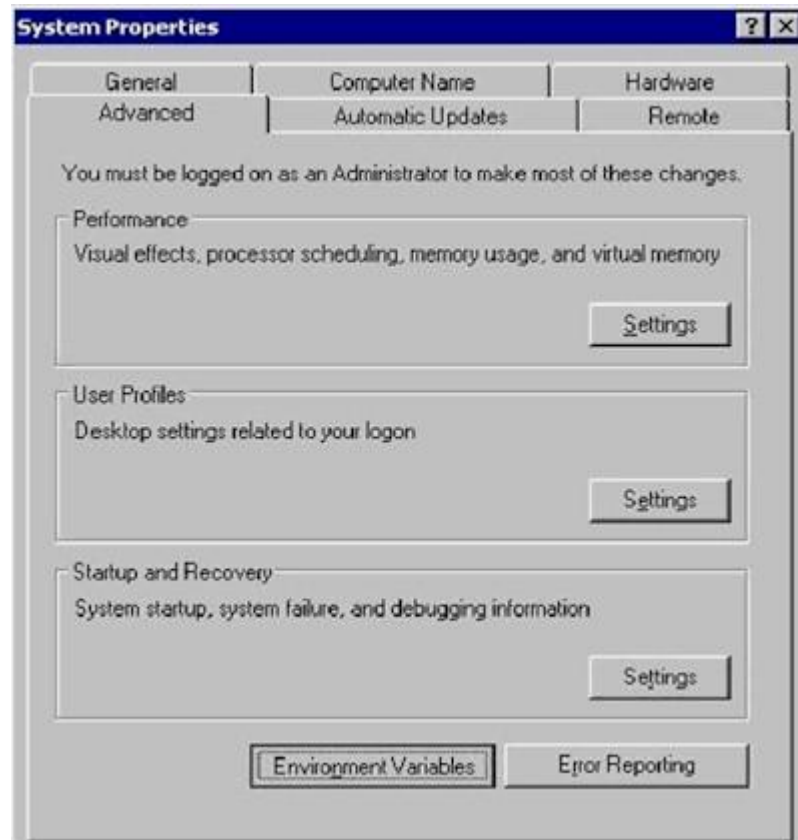 System Properties
General Computer Name Hardware
Advanced Automatic Updates Remote
You must be logged on as an Administrator to make most of these changes.
Performance
Visual effects, processor scheduling, memory usage, and virtual memory
Settings
User Profiles
Desktop settings related to your logon
Settings
Startup and Recovery
System startup, system failure, and debugging information
Settings
Environment Variables Error Reporting